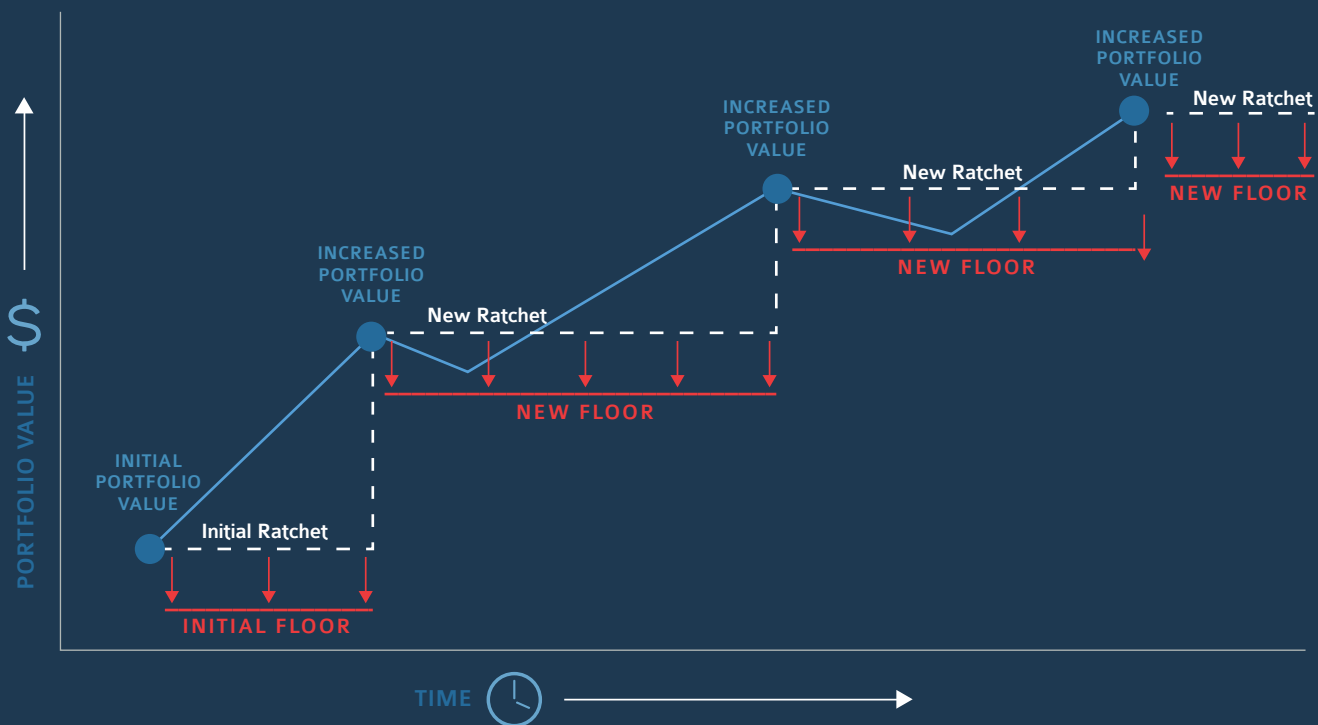 INCREASED
PORTFOLIO
VALUE
New Ratchet
NEW FLOOR
INCREASED
PORTFOLIO
VALUE
New Ratchet
NEW FLOOR
INCREASED
PORTFOLIO
VALUE
New Ratchet
NEW FLOOR
INITIAL
PORTFOLIO
VALUE
Initial Ratchet
INITIAL FLOOR
$
PORTFOLIO VALUE
TIME